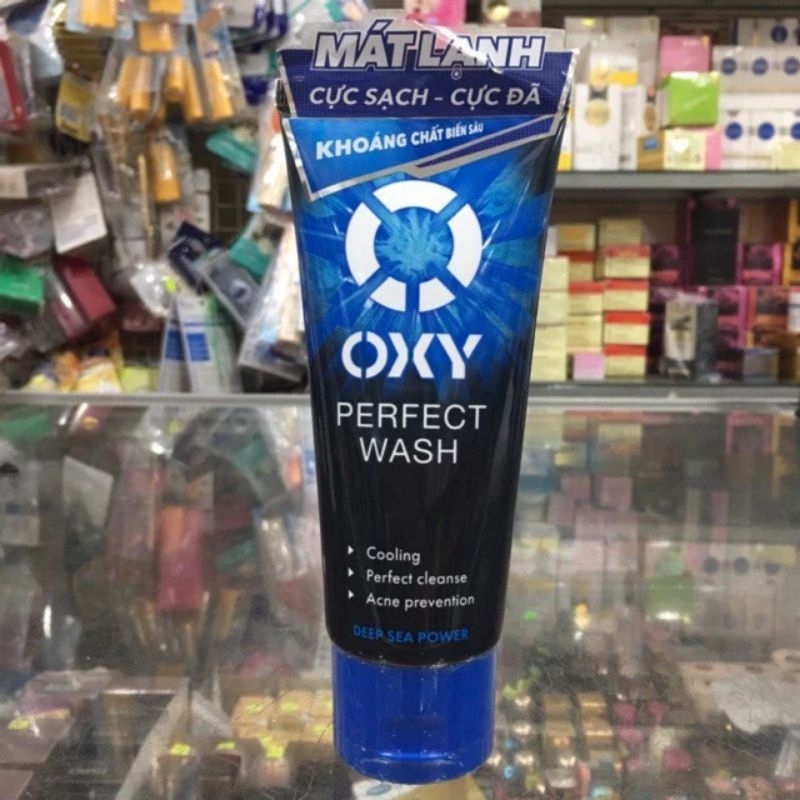 MÁT LẠNH
CỰC SẠCH - CỰC ĐÃ
KHOÁNG CHẤT BIỂN SÂU
OXY
PERFECT
WASH
Cooling
Perfect cleanse
Acne prevention
DEEP SEA POWER